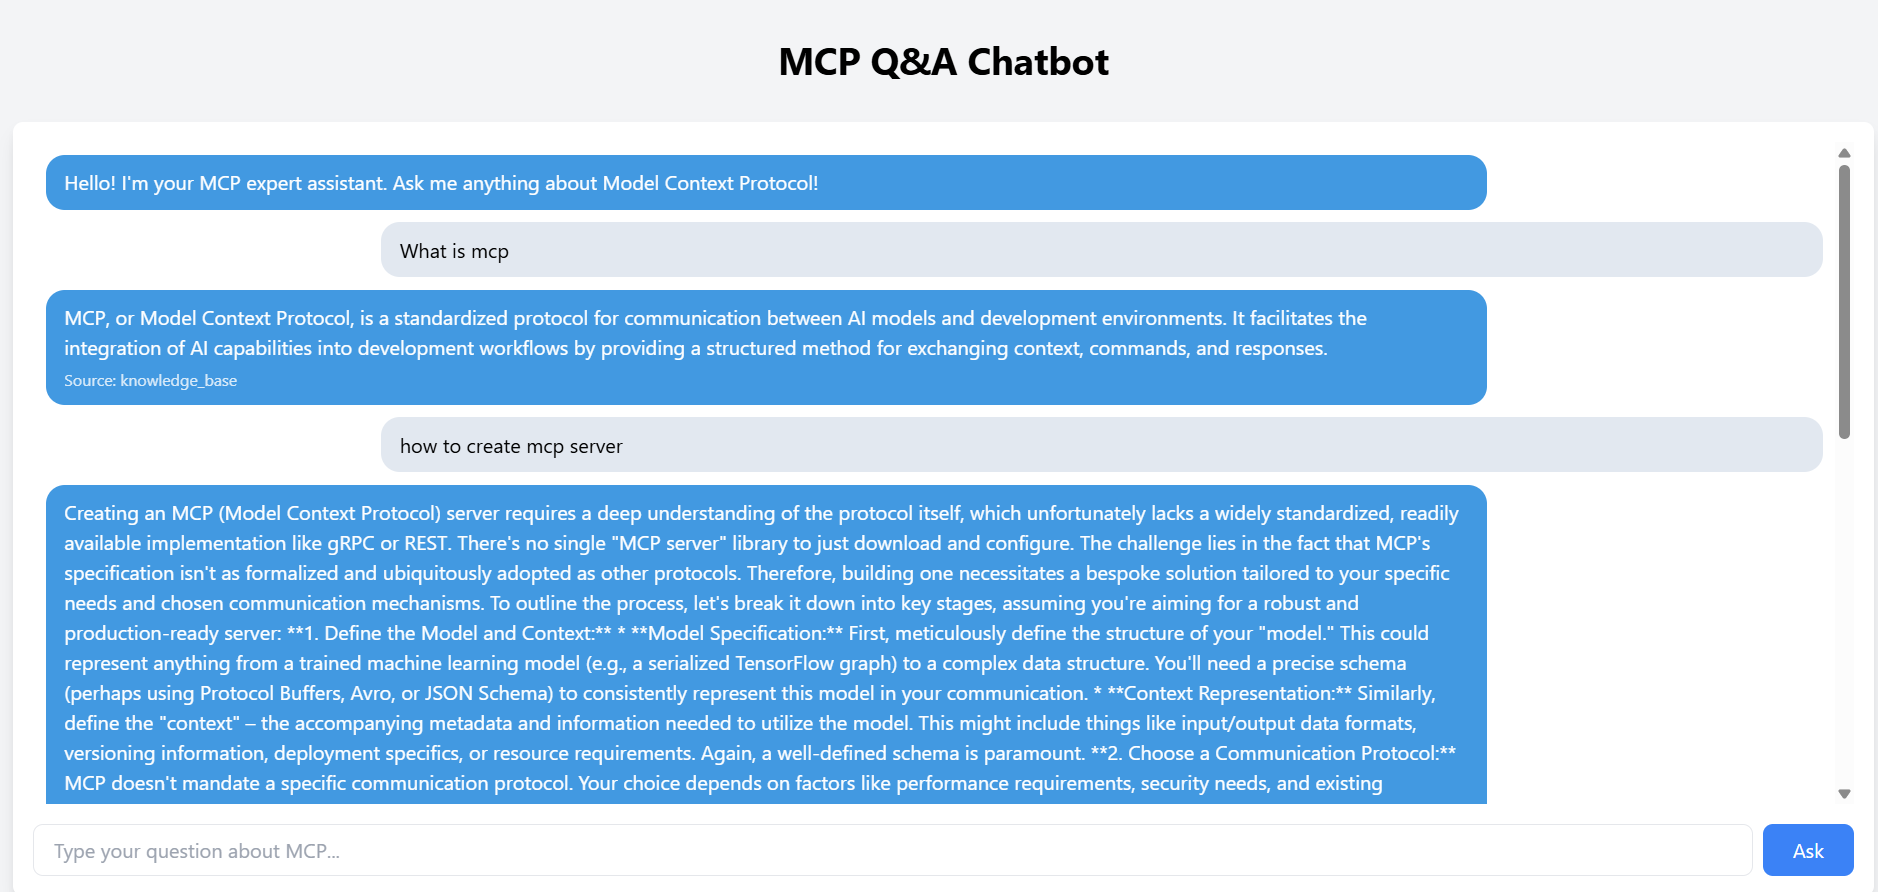 MCP Q&A Chatbot
Hello! I'm your MCP expert assistant. Ask me anything about Model Context Protocol!
What is mcp
MCP, or Model Context Protocol, is a standardized protocol for communication between AI models and development environments. It facilitates the
integration of AI capabilities into development workflows by providing a structured method for exchanging context, commands, and responses.
Source: knowledge_base
how to create mcp server
Creating an MCP (Model Context Protocol) server requires a deep understanding of the protocol itself, which unfortunately lacks a widely standardized, readily
available implementation like gRPC or REST. There's no single "MCP server" library to just download and configure. The challenge lies in the fact that MCP's
specification isn't as formalized and ubiquitously adopted as other protocols. Therefore, building one necessitates a bespoke solution tailored to your specific
needs and chosen communication mechanisms. To outline the process, let's break it down into key stages, assuming you're aiming for a robust and
production-ready server: **1. Define the Model and Context:** * **Model Specification:** First, meticulously define the structure of your "model." This could
represent anything from a trained machine learning model (e.g., a serialized TensorFlow graph) to a complex data structure. You'll need a precise schema
(perhaps using Protocol Buffers, Avro, or JSON Schema) to consistently represent this model in your communication. * **Context Representation:** Similarly,
define the "context" – the accompanying metadata and information needed to utilize the model. This might include things like input/output data formats,
versioning information, deployment specifics, or resource requirements. Again, a well-defined schema is paramount. **2. Choose a Communication Protocol:**
MCP doesn't mandate a specific communication protocol. Your choice depends on factors like performance requirements, security needs, and existing
Type your question about MCP...
Ask